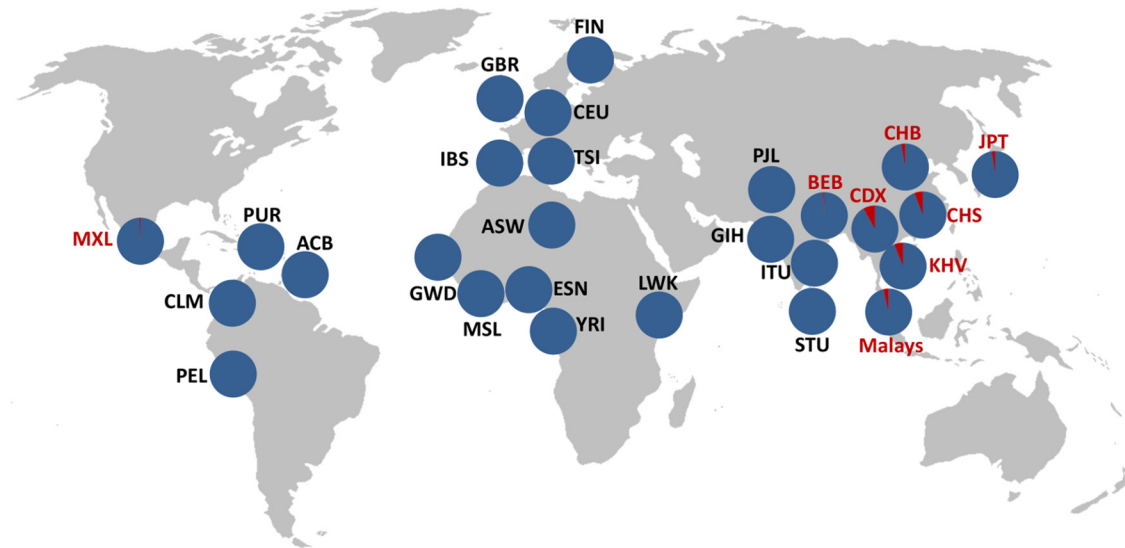 FIN
GBR
CEU
IBS
TSI
CHB
JPT
PJL
BEB
CDX
CHS
MXL
PUR
ACB
ASW
GIH
ITU
KHV
CLM
GWD
MSL
ESN
YRI
LWK
STU
Malays
PEL